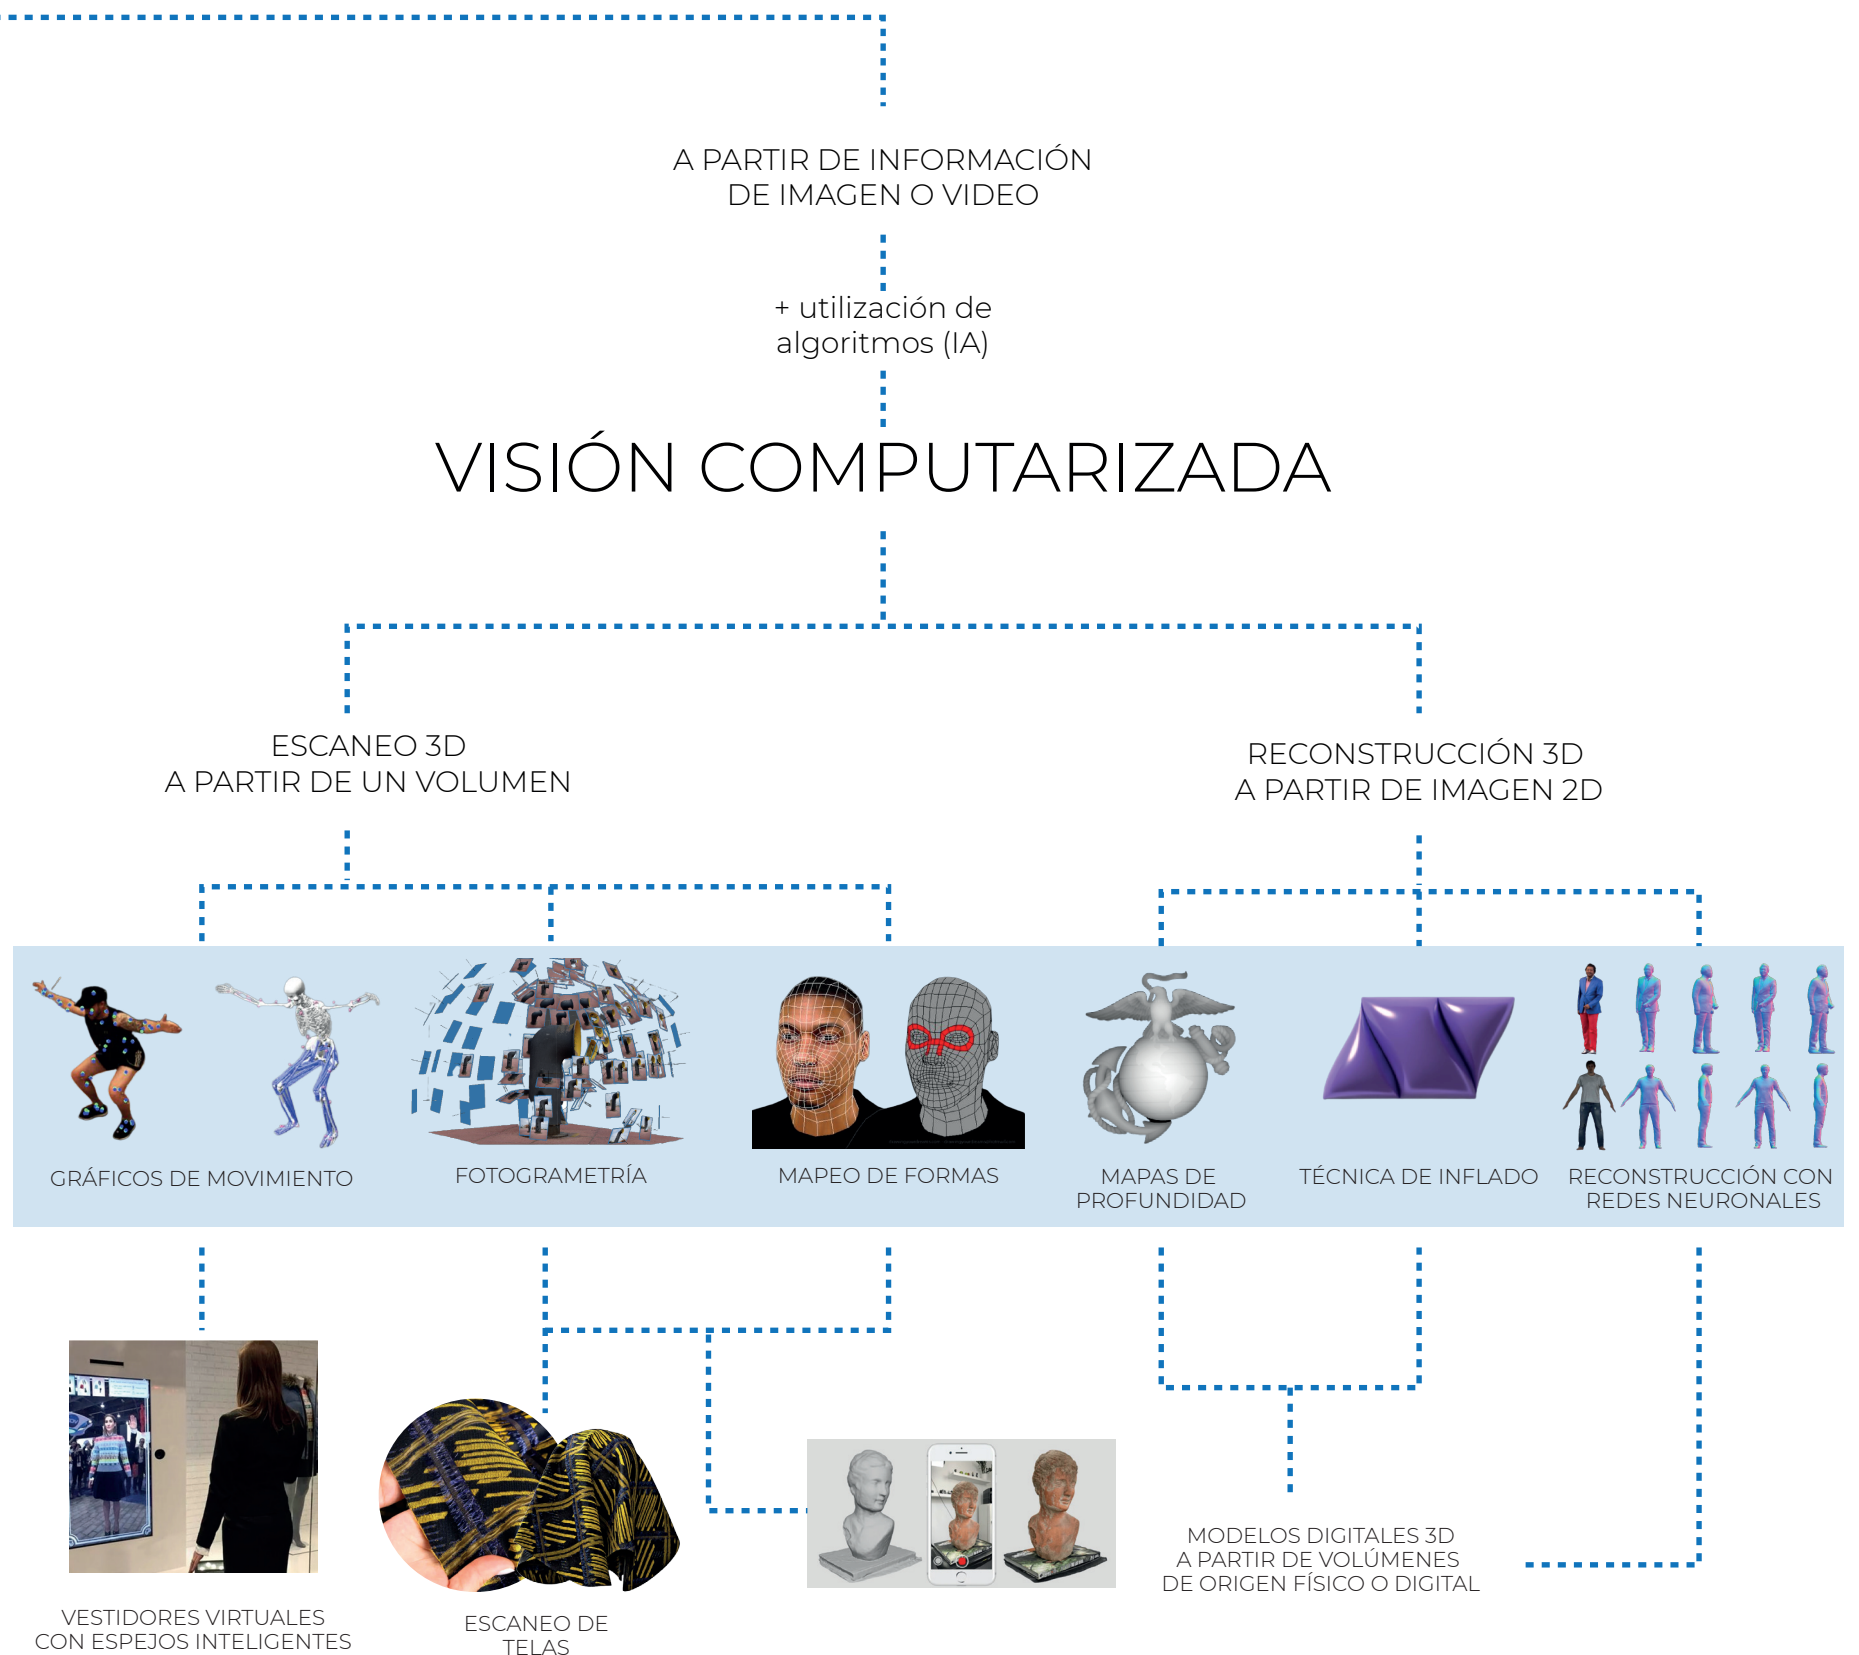 A PARTIR DE INFORMACIÓN
DE IMAGEN O VIDEO
+ utilización de
algoritmos (IA)
VISIÓN COMPUTARIZADA
ESCANEO 3D
A PARTIR DE UN VOLUMEN
RECONSTRUCCIÓN 3D
A PARTIR DE IMAGEN 2D
GRÁFICOS DE MOVIMIENTO
FOTOGRAMETRÍA
MAPEO DE FORMAS
MAPAS DE
PROFUNDIDAD
TÉCNICA DE INFLADO
RECONSTRUCCIÓN CON
REDES NEURONALES
VESTIDORES VIRTUALES
CON ESPEJOS INTELIGENTES
ESCANEO DE
TELAS
MODELOS DIGITALES 3D
A PARTIR DE VOLÚMENES
DE ORIGEN FÍSICO O DIGITAL